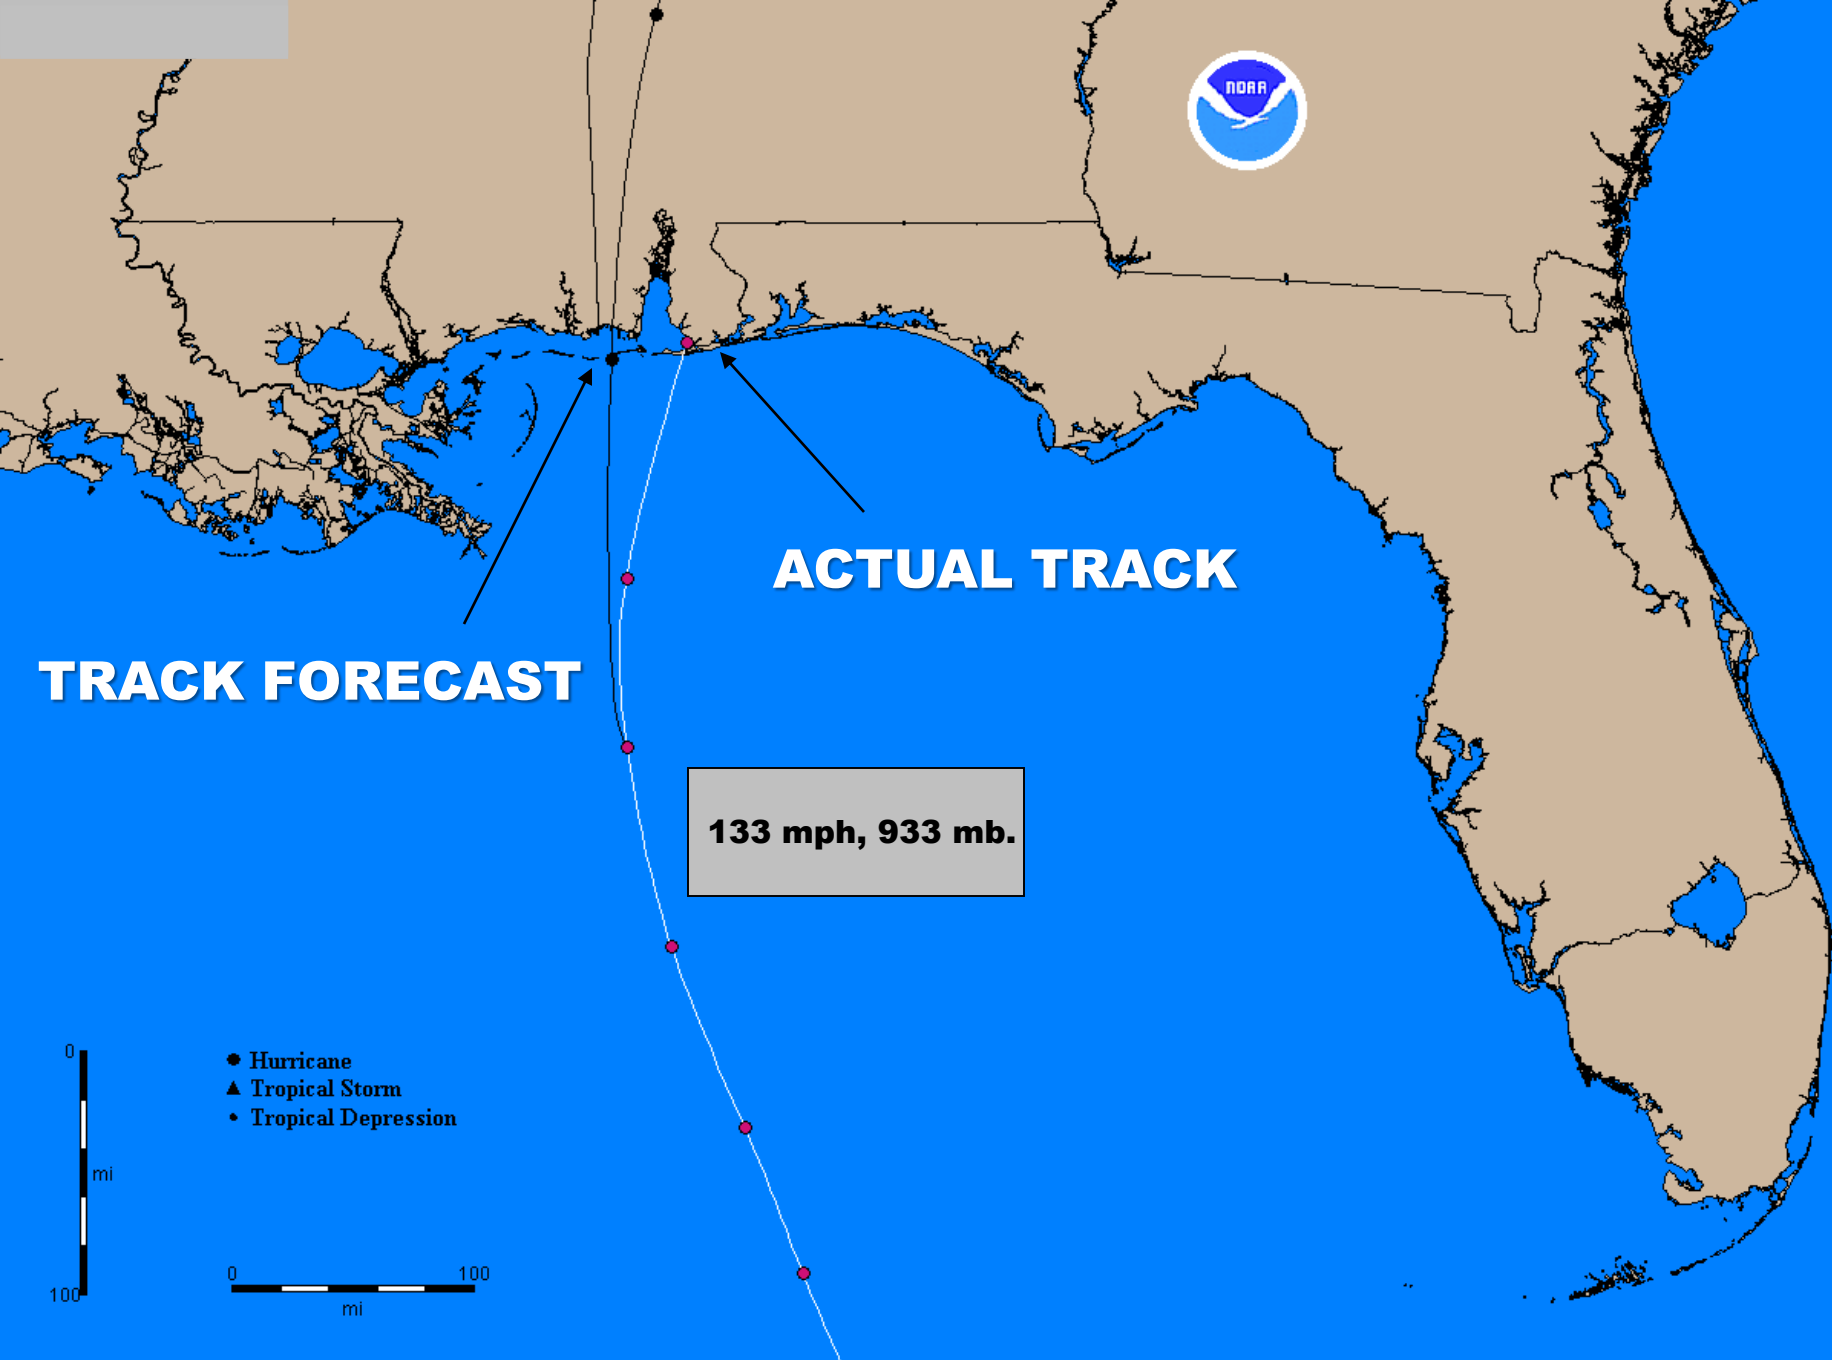 NOAA
ACTUAL TRACK
TRACK FORECAST
133 mph, 933 mb.
0
mi
100
Hurricane
Tropical Storm
Tropical Depression
0 100
mi